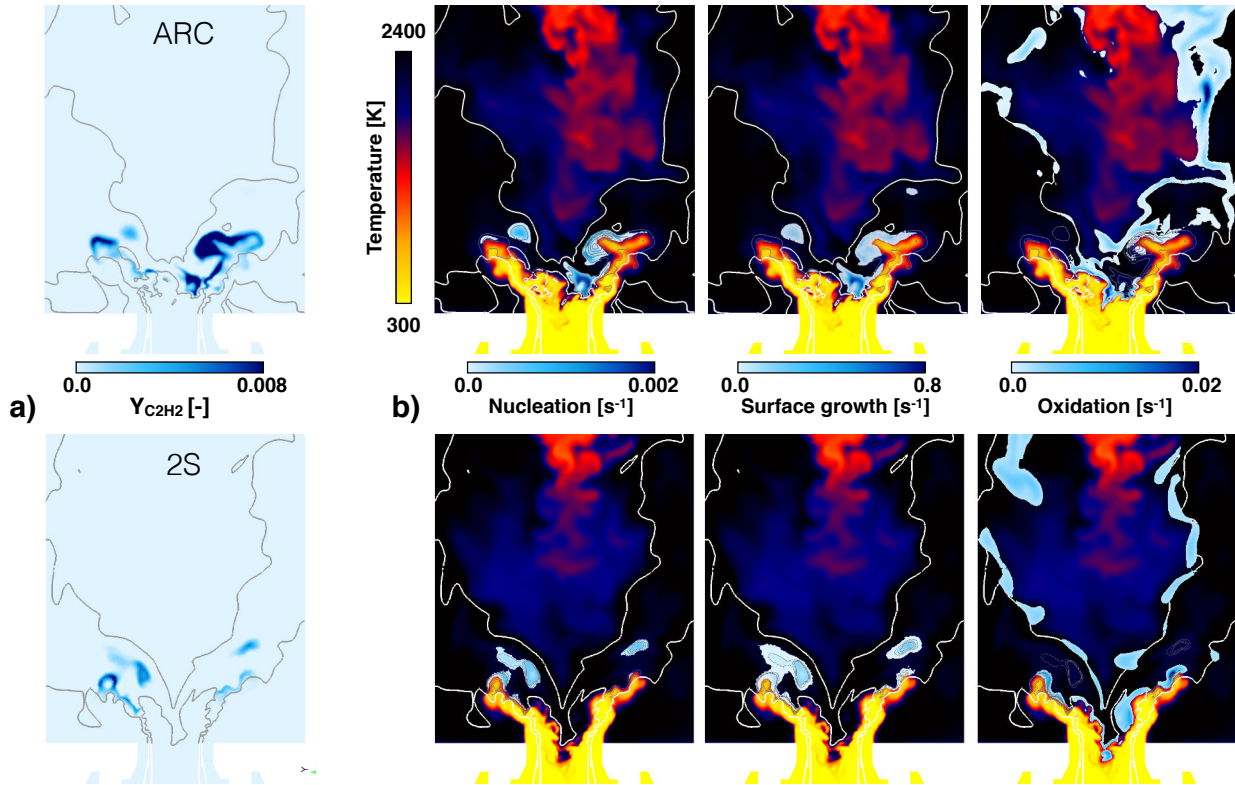 ARC
2400
Temperature [K]
300
0.0 0.008
0.0 0.002
0.0 0.8
0.0 0.02
a) Y_C2H2 [-]
b) Nucleation [s⁻¹]
Surface growth [s⁻¹]
Oxidation [s⁻¹]
2S
Y